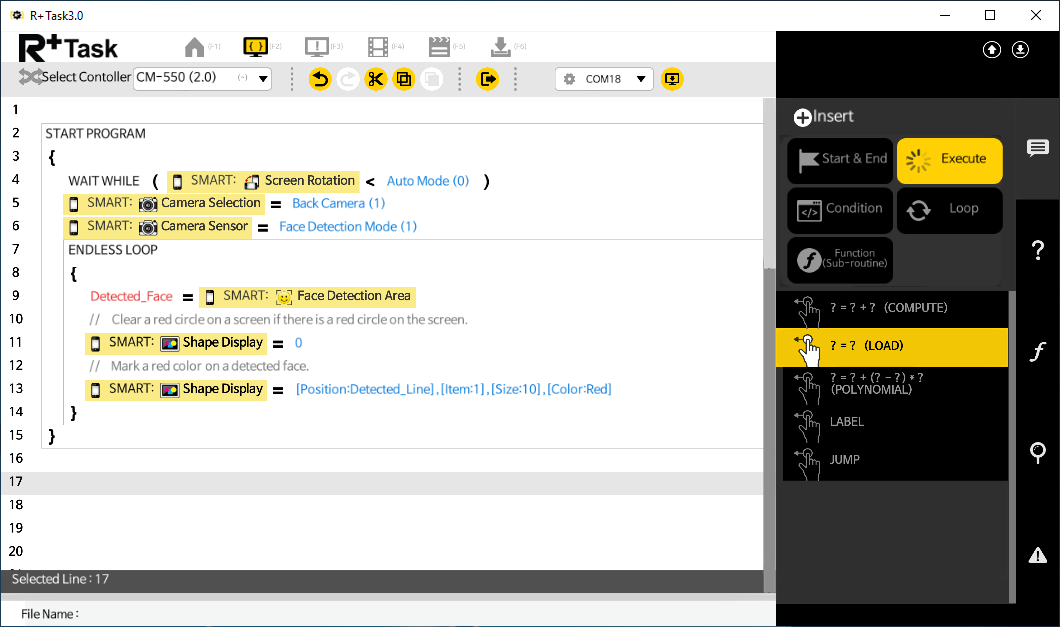 R+Task3.0
R+Task
(F1)
(F2)
(F3)
(F4)
(F5)
(F6)
Select Contoller CM-550 (2.0) (-)
COM18
1
2 START PROGRAM
3 {
4 WAIT WHILE ( SMART: Screen Rotation < Auto Mode (0) )
5 SMART: Camera Selection = Back Camera (1)
6 SMART: Camera Sensor = Face Detection Mode (1)
7 ENDLESS LOOP
8 {
9 Detected_Face = SMART: Face Detection Area
10 // Clear a red circle on a screen if there is a red circle on the screen.
11 SMART: Shape Display = 0
12 // Mark a red color on a detected face.
13 SMART: Shape Display = [Position:Detected_Line],[Item:1],[Size:10],[Color:Red]
14 }
15 }
16
17
18
19
20
Selected Line : 17
File Name :
Insert
Start & End
Execute
Condition
Loop
Function
(Sub-routine)
? = ? + ? (COMPUTE)
? = ? (LOAD)
? = ? + (? - ?) * ?
(POLYNOMIAL)
LABEL
JUMP